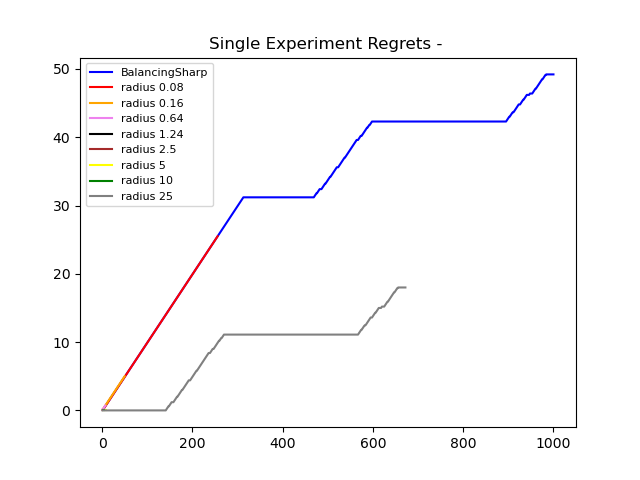 Single Experiment Regrets -
BalancingSharp
radius 0.08
radius 0.16
radius 0.64
radius 1.24
radius 2.5
radius 5
radius 10
radius 25
50
40
30
20
10
0
0 200 400 600 800 1000